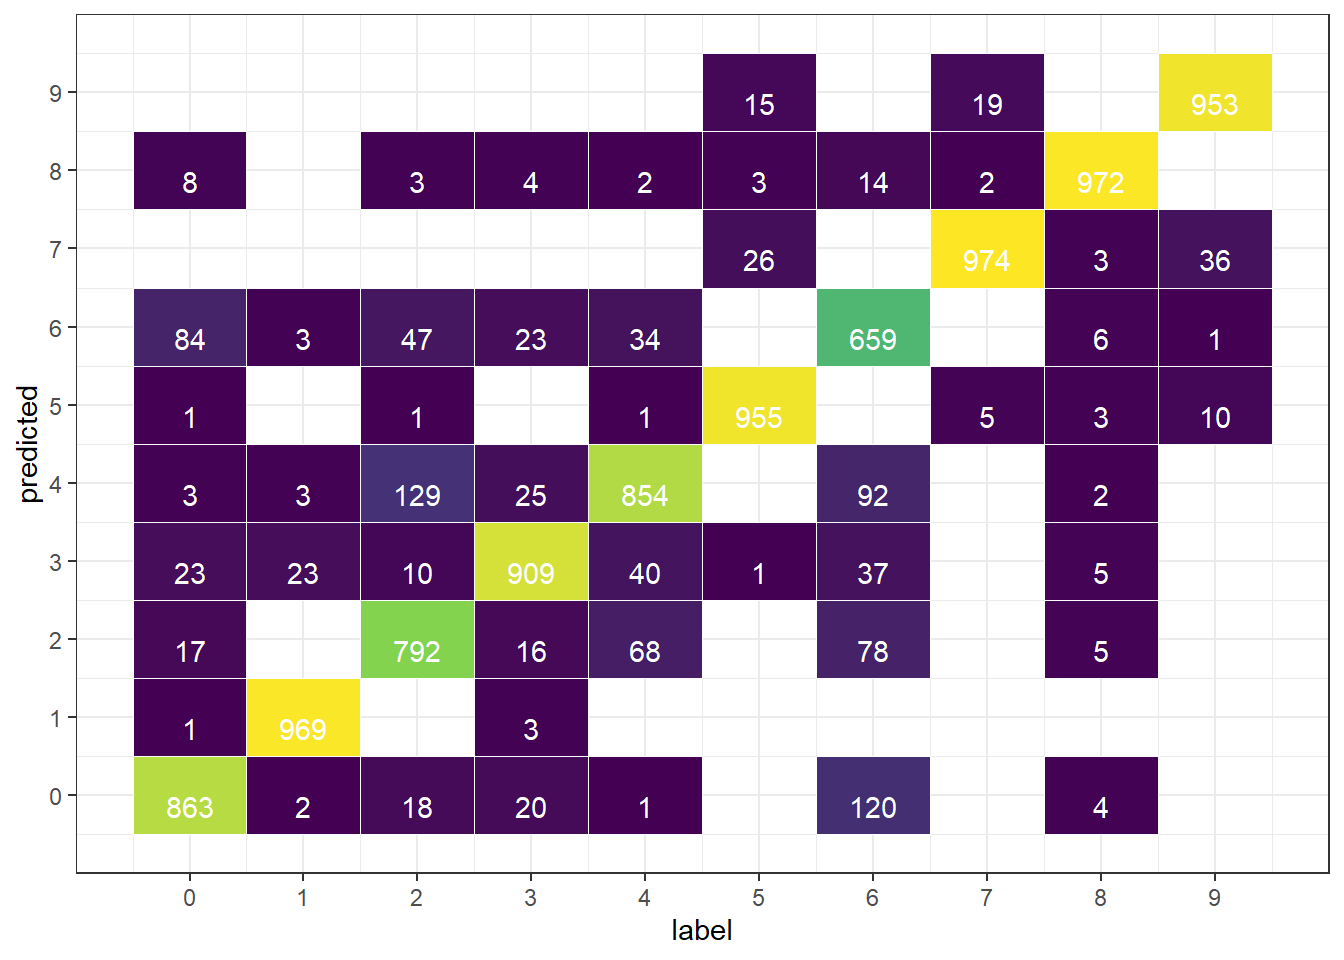 9 15 19 953
8 8 3 4 2 3 14 2 972
7 26 974 3 36
6 84 3 47 23 34 659 6 1
5 1 1 1 955 5 3 10
4 3 3 129 25 854 92 2
3 23 23 10 909 40 1 37 5
2 17 792 16 68 78 5
1 1 969 3
0 863 2 18 20 1 120 4
0 1 2 3 4 5 6 7 8 9
label
predicted